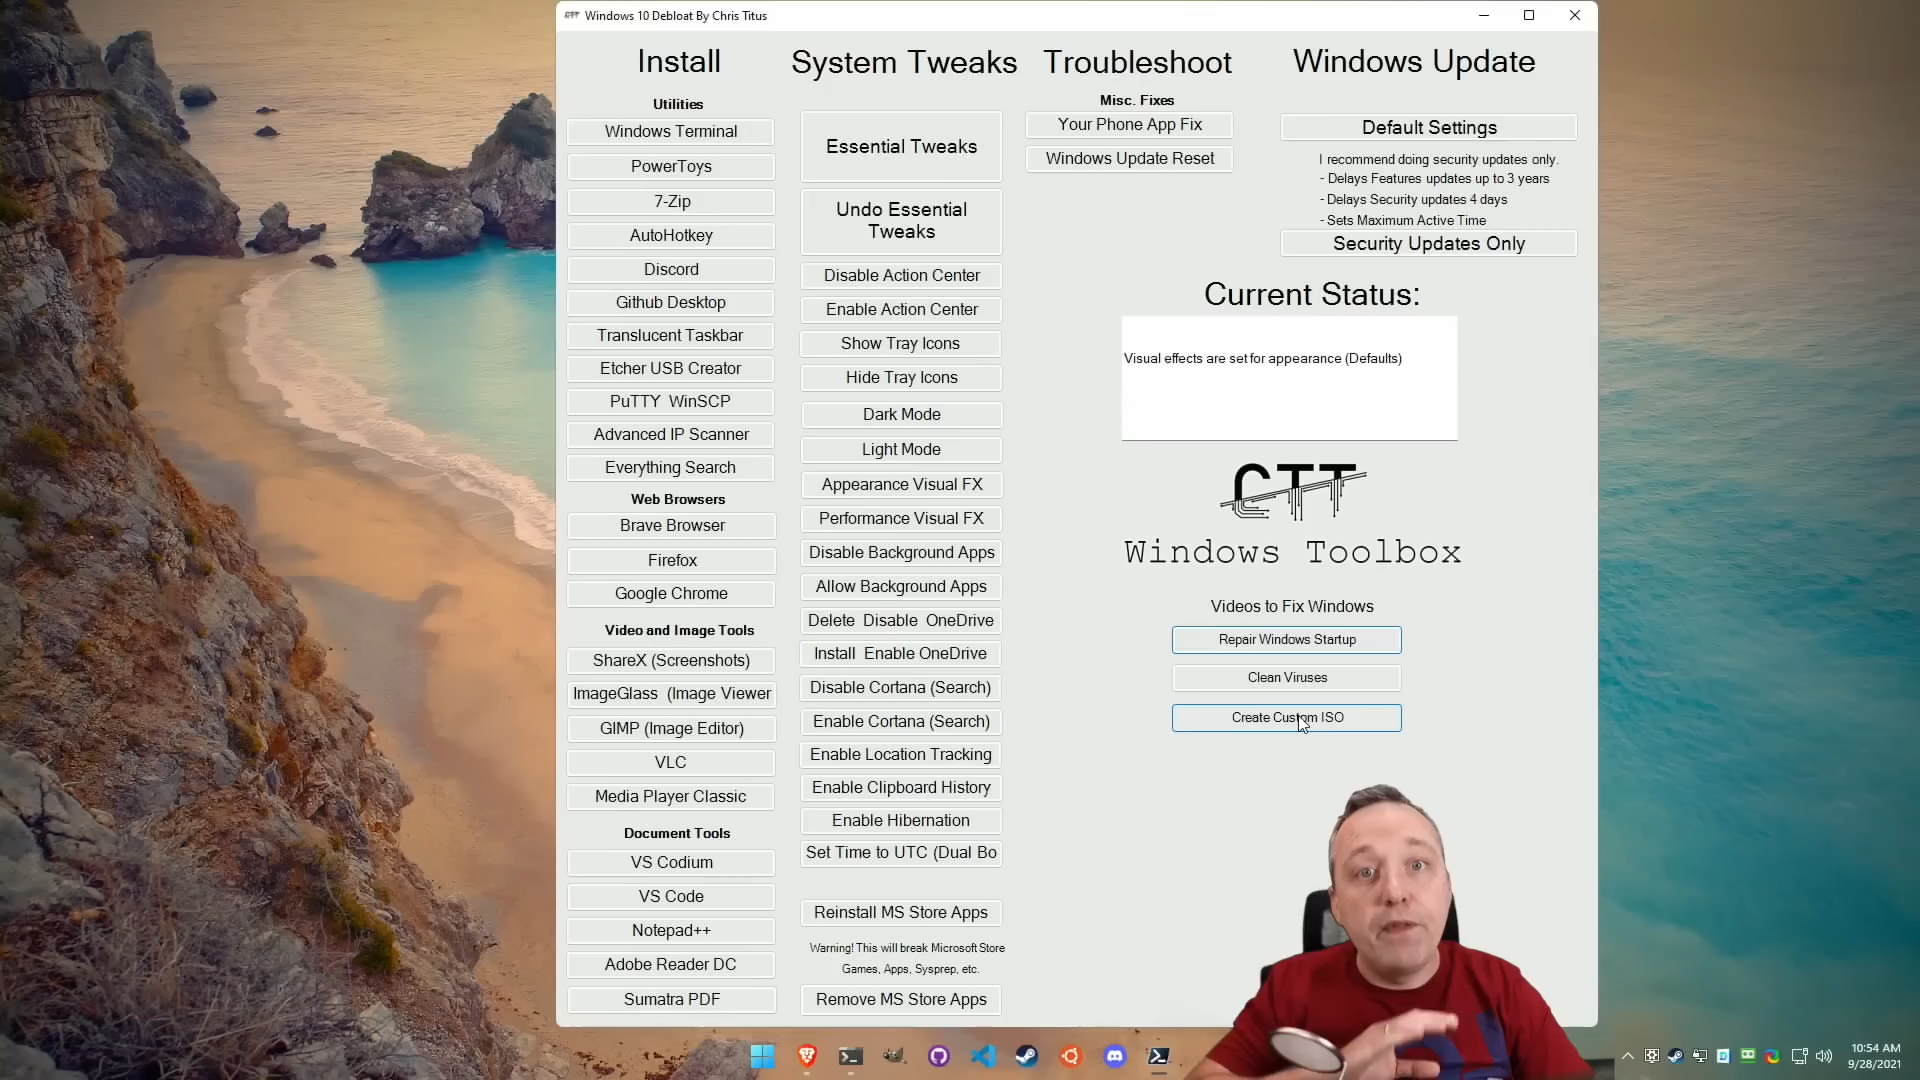 Windows 10 Debloat By Chris Titus
Install
Utilities
Windows Terminal
PowerToys
7-Zip
AutoHotkey
Discord
Github Desktop
Translucent Taskbar
Etcher USB Creator
PuTTY WinSCP
Advanced IP Scanner
Everything Search
Web Browsers
Brave Browser
Firefox
Google Chrome
Video and Image Tools
ShareX (Screenshots)
ImageGlass (Image Viewer
GIMP (Image Editor)
VLC
Media Player Classic
Document Tools
VS Codium
VS Code
Notepad++
Adobe Reader DC
Sumatra PDF
System Tweaks
Essential Tweaks
Undo Essential
Tweaks
Disable Action Center
Enable Action Center
Show Tray Icons
Hide Tray Icons
Dark Mode
Light Mode
Appearance Visual FX
Performance Visual FX
Disable Background Apps
Allow Background Apps
Delete Disable OneDrive
Install Enable OneDrive
Disable Cortana (Search)
Enable Cortana (Search)
Enable Location Tracking
Enable Clipboard History
Enable Hibernation
Set Time to UTC (Dual Bo
Reinstall MS Store Apps
Warning! This will break Microsoft Store
Games, Apps, Sysprep, etc.
Remove MS Store Apps
Troubleshoot
Misc. Fixes
Your Phone App Fix
Windows Update Reset
Windows Update
Default Settings
I recommend doing security updates only.
- Delays Features updates up to 3 years
- Delays Security updates 4 days
- Sets Maximum Active Time
Security Updates Only
Current Status:
Visual effects are set for appearance (Defaults)
CTT
Windows Toolbox
Videos to Fix Windows
Repair Windows Startup
Clean Viruses
Create Custom ISO
10:54 AM
9/28/2021